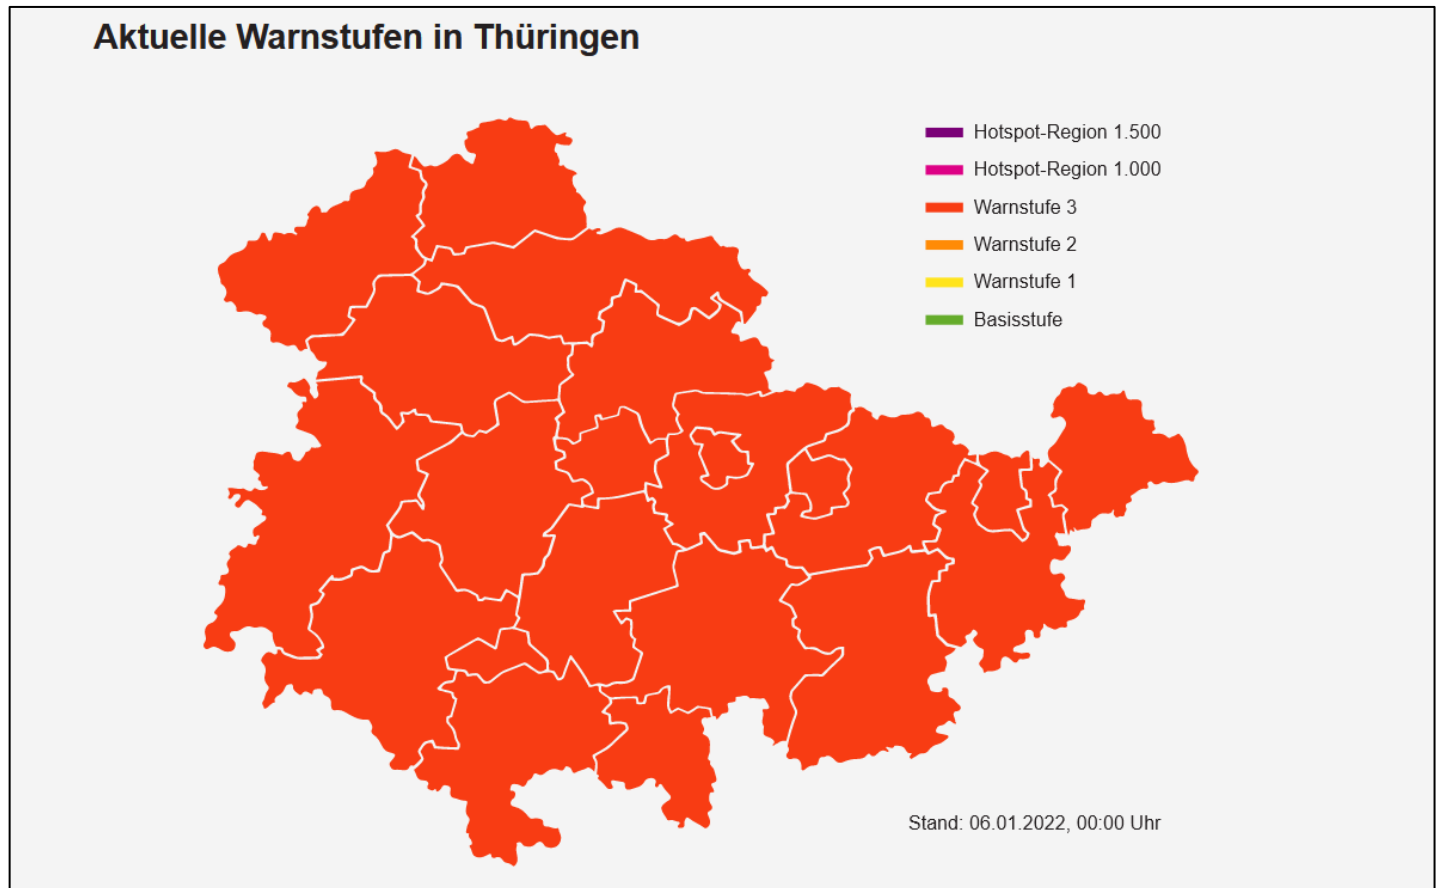 Aktuelle Warnstufen in Thüringen
Hotspot-Region 1.500
Hotspot-Region 1.000
Warnstufe 3
Warnstufe 2
Warnstufe 1
Basisstufe
Stand: 06.01.2022, 00:00 Uhr